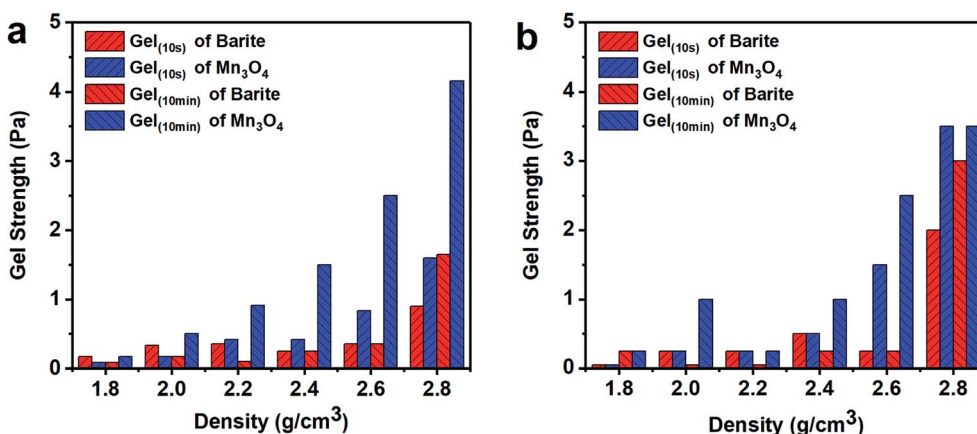 a
Gel(10s) of Barite
Gel(10s) of Mn3O4
Gel(10min) of Barite
Gel(10min) of Mn3O4
5
4
3
2
1
0
Gel Strength (Pa)
1.8 2.0 2.2 2.4 2.6 2.8
Density (g/cm3)
b
Gel(10s) of Barite
Gel(10s) of Mn3O4
Gel(10min) of Barite
Gel(10min) of Mn3O4
5
4
3
2
1
0
Gel Strength (Pa)
1.8 2.0 2.2 2.4 2.6 2.8
Density (g/cm3)